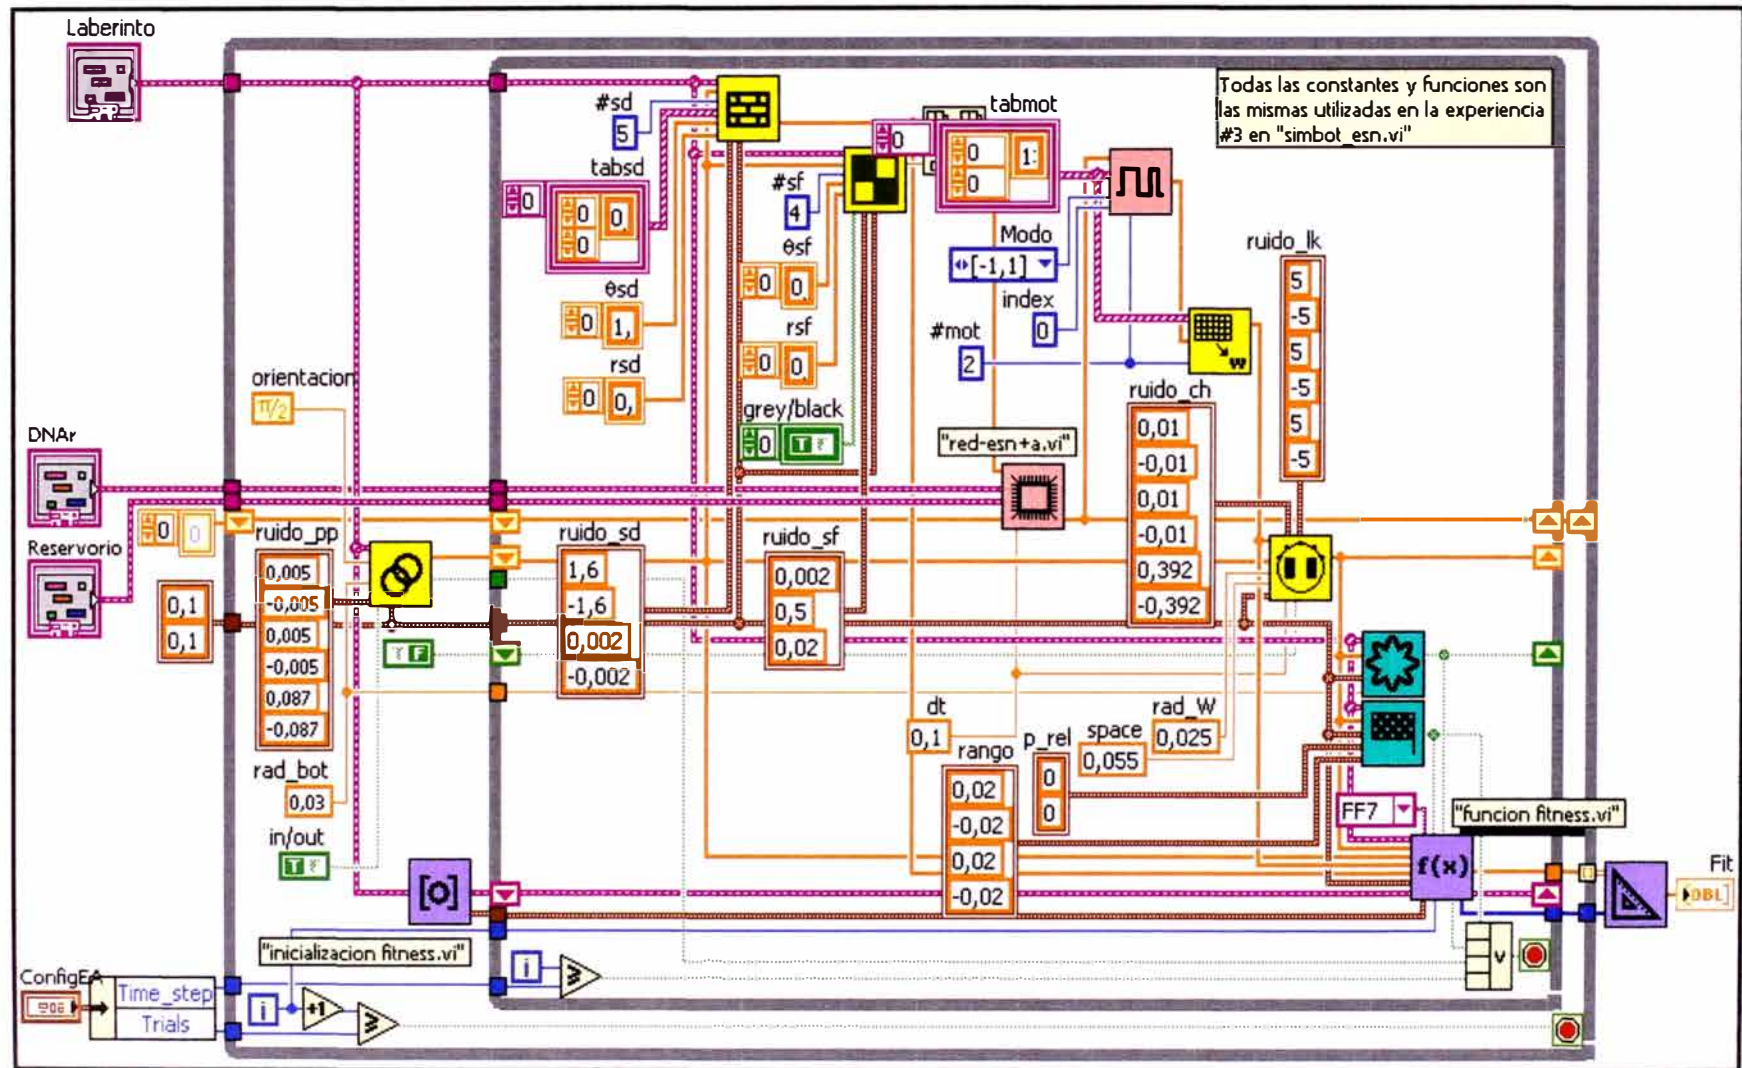 Laberinto
Todas las constantes y funciones son
las mismas utilizadas en la experiencia
#3 en "simbot_esn.vi"
#sd
5
tabsd
0
0
0
0,
θsd
0
1,
rsd
0
0,
#sf
4
θsf
0
0,
rsf
0
0,
grey/black
0
T
tabmot
0
0
0
1:
Modo
[-1,1]
index
0
#mot
2
W
ruido_lk
5
-5
5
-5
5
-5
ruido_ch
0,01
-0,01
0,01
-0,01
0,392
-0,392
"red-esn+a.vi"
orientacion
π/2
DNAr
Reservorio
0
0
0,1
0,1
ruido_pp
0,005
-0,005
0,005
-0,005
0,087
-0,087
F
rad_bot
0,03
in/out
T
ruido_sd
1,6
-1,6
0,002
-0,002
ruido_sf
0,002
0,5
0,02
dt
0,1
rango
0,02
-0,02
0,02
-0,02
p_rel
0
0
space
0,055
rad_W
0,025
FF7
"funcion fitness.vi"
f(x)
Fit
DBL
[O]
"inicializacion fitness.vi"
ConfigEA
Time_step
Trials
i
+1
i
v